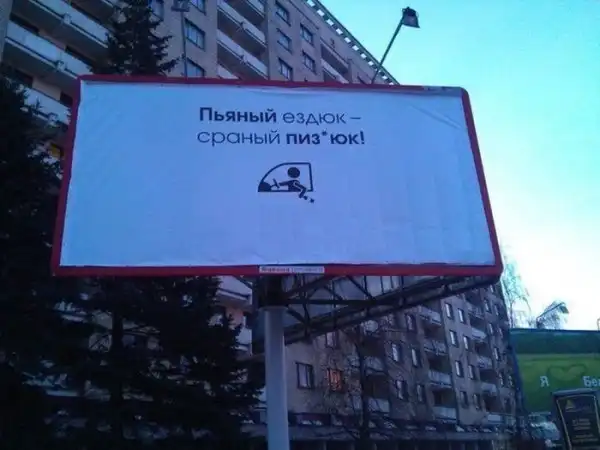 Пьяный ездюк –
сраный пиз*юк!
Я